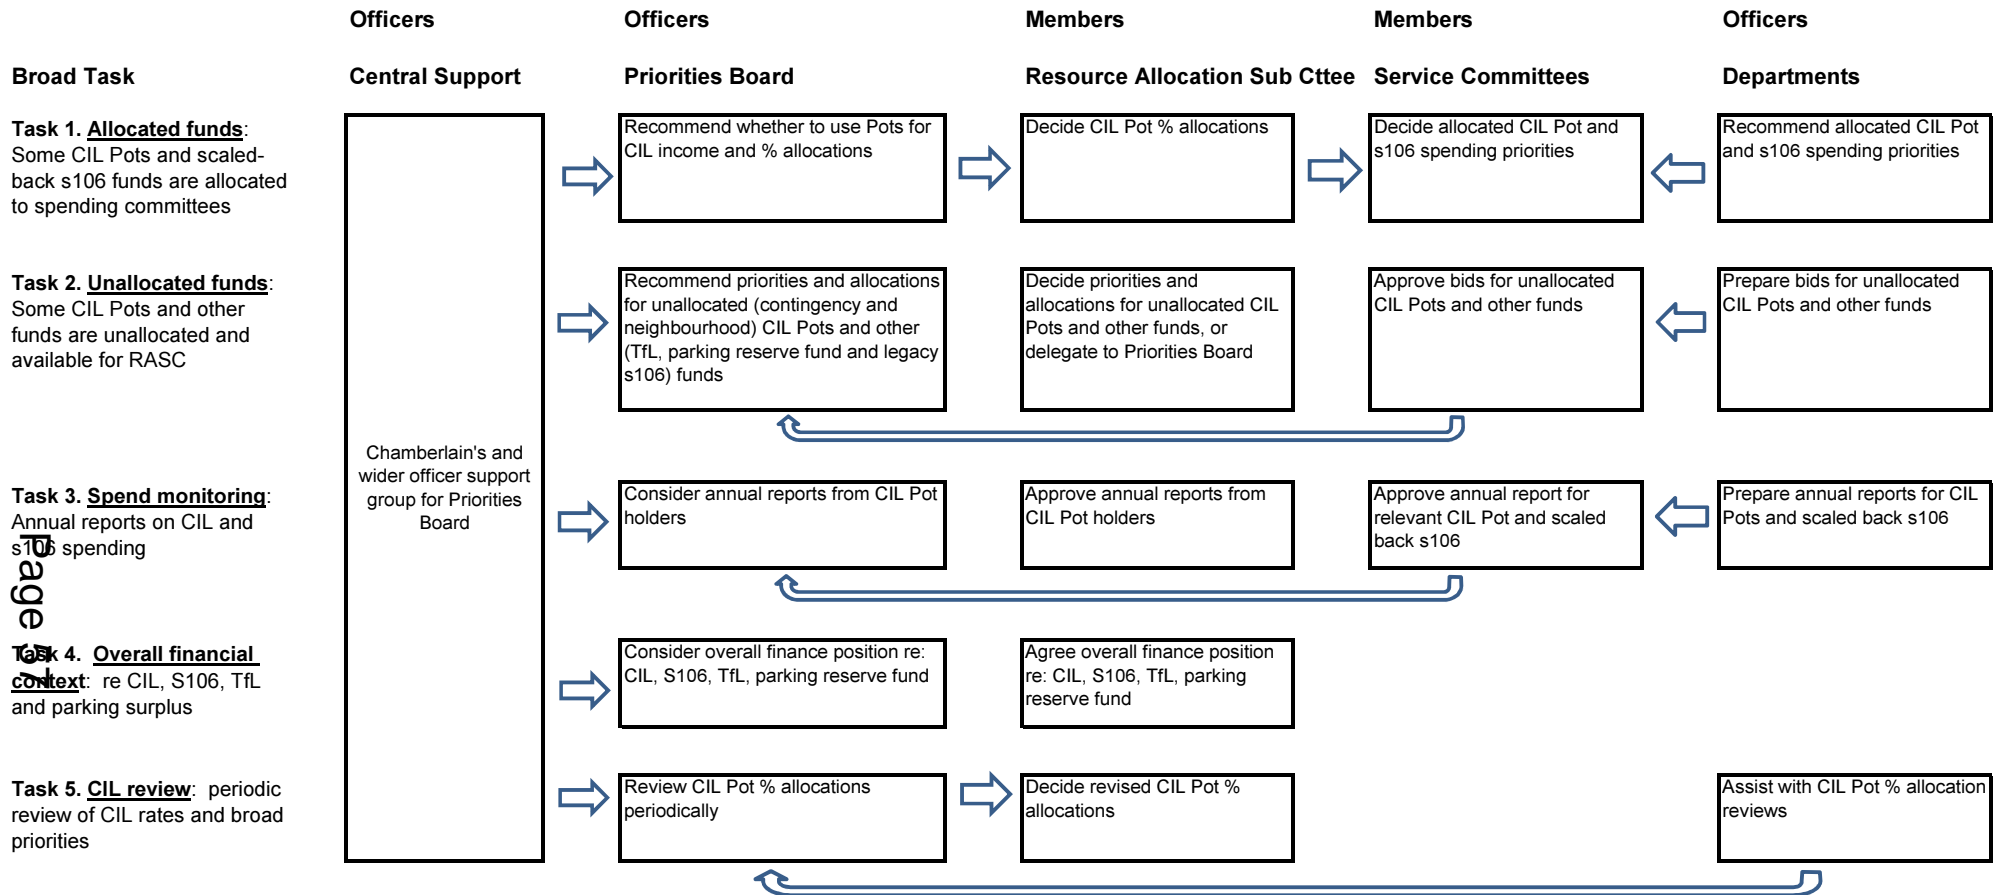 Officers
Officers
Members
Members
Officers
Broad Task
Central Support
Priorities Board
Resource Allocation Sub Cttee
Service Committees
Departments
Task 1. Allocated funds:
Some CIL Pots and scaled-
back s106 funds are allocated
to spending committees
Recommend whether to use Pots for
CIL income and % allocations
Decide CIL Pot % allocations
Decide allocated CIL Pot and
s106 spending priorities
Recommend allocated CIL Pot
and s106 spending priorities
Task 2. Unallocated funds:
Some CIL Pots and other
funds are unallocated and
available for RASC
Recommend priorities and allocations
for unallocated (contingency and
neighbourhood) CIL Pots and other
(TfL, parking reserve fund and legacy
s106) funds
Decide priorities and
allocations for unallocated CIL
Pots and other funds, or
delegate to Priorities Board
Approve bids for unallocated
CIL Pots and other funds
Prepare bids for unallocated
CIL Pots and other funds
Chamberlain's and
wider officer support
group for Priorities
Board
Task 3. Spend monitoring:
Annual reports on CIL and
s106 spending
Consider annual reports from CIL Pot
holders
Approve annual reports from
CIL Pot holders
Approve annual report for
relevant CIL Pot and scaled
back s106
Prepare annual reports for CIL
Pots and scaled back s106
Page 57
Task 4. Overall financial
context: re CIL, S106, TfL
and parking surplus
Consider overall finance position re:
CIL, S106, TfL, parking reserve fund
Agree overall finance position
re: CIL, S106, TfL, parking
reserve fund
Task 5. CIL review: periodic
review of CIL rates and broad
priorities
Review CIL Pot % allocations
periodically
Decide revised CIL Pot %
allocations
Assist with CIL Pot % allocation
reviews